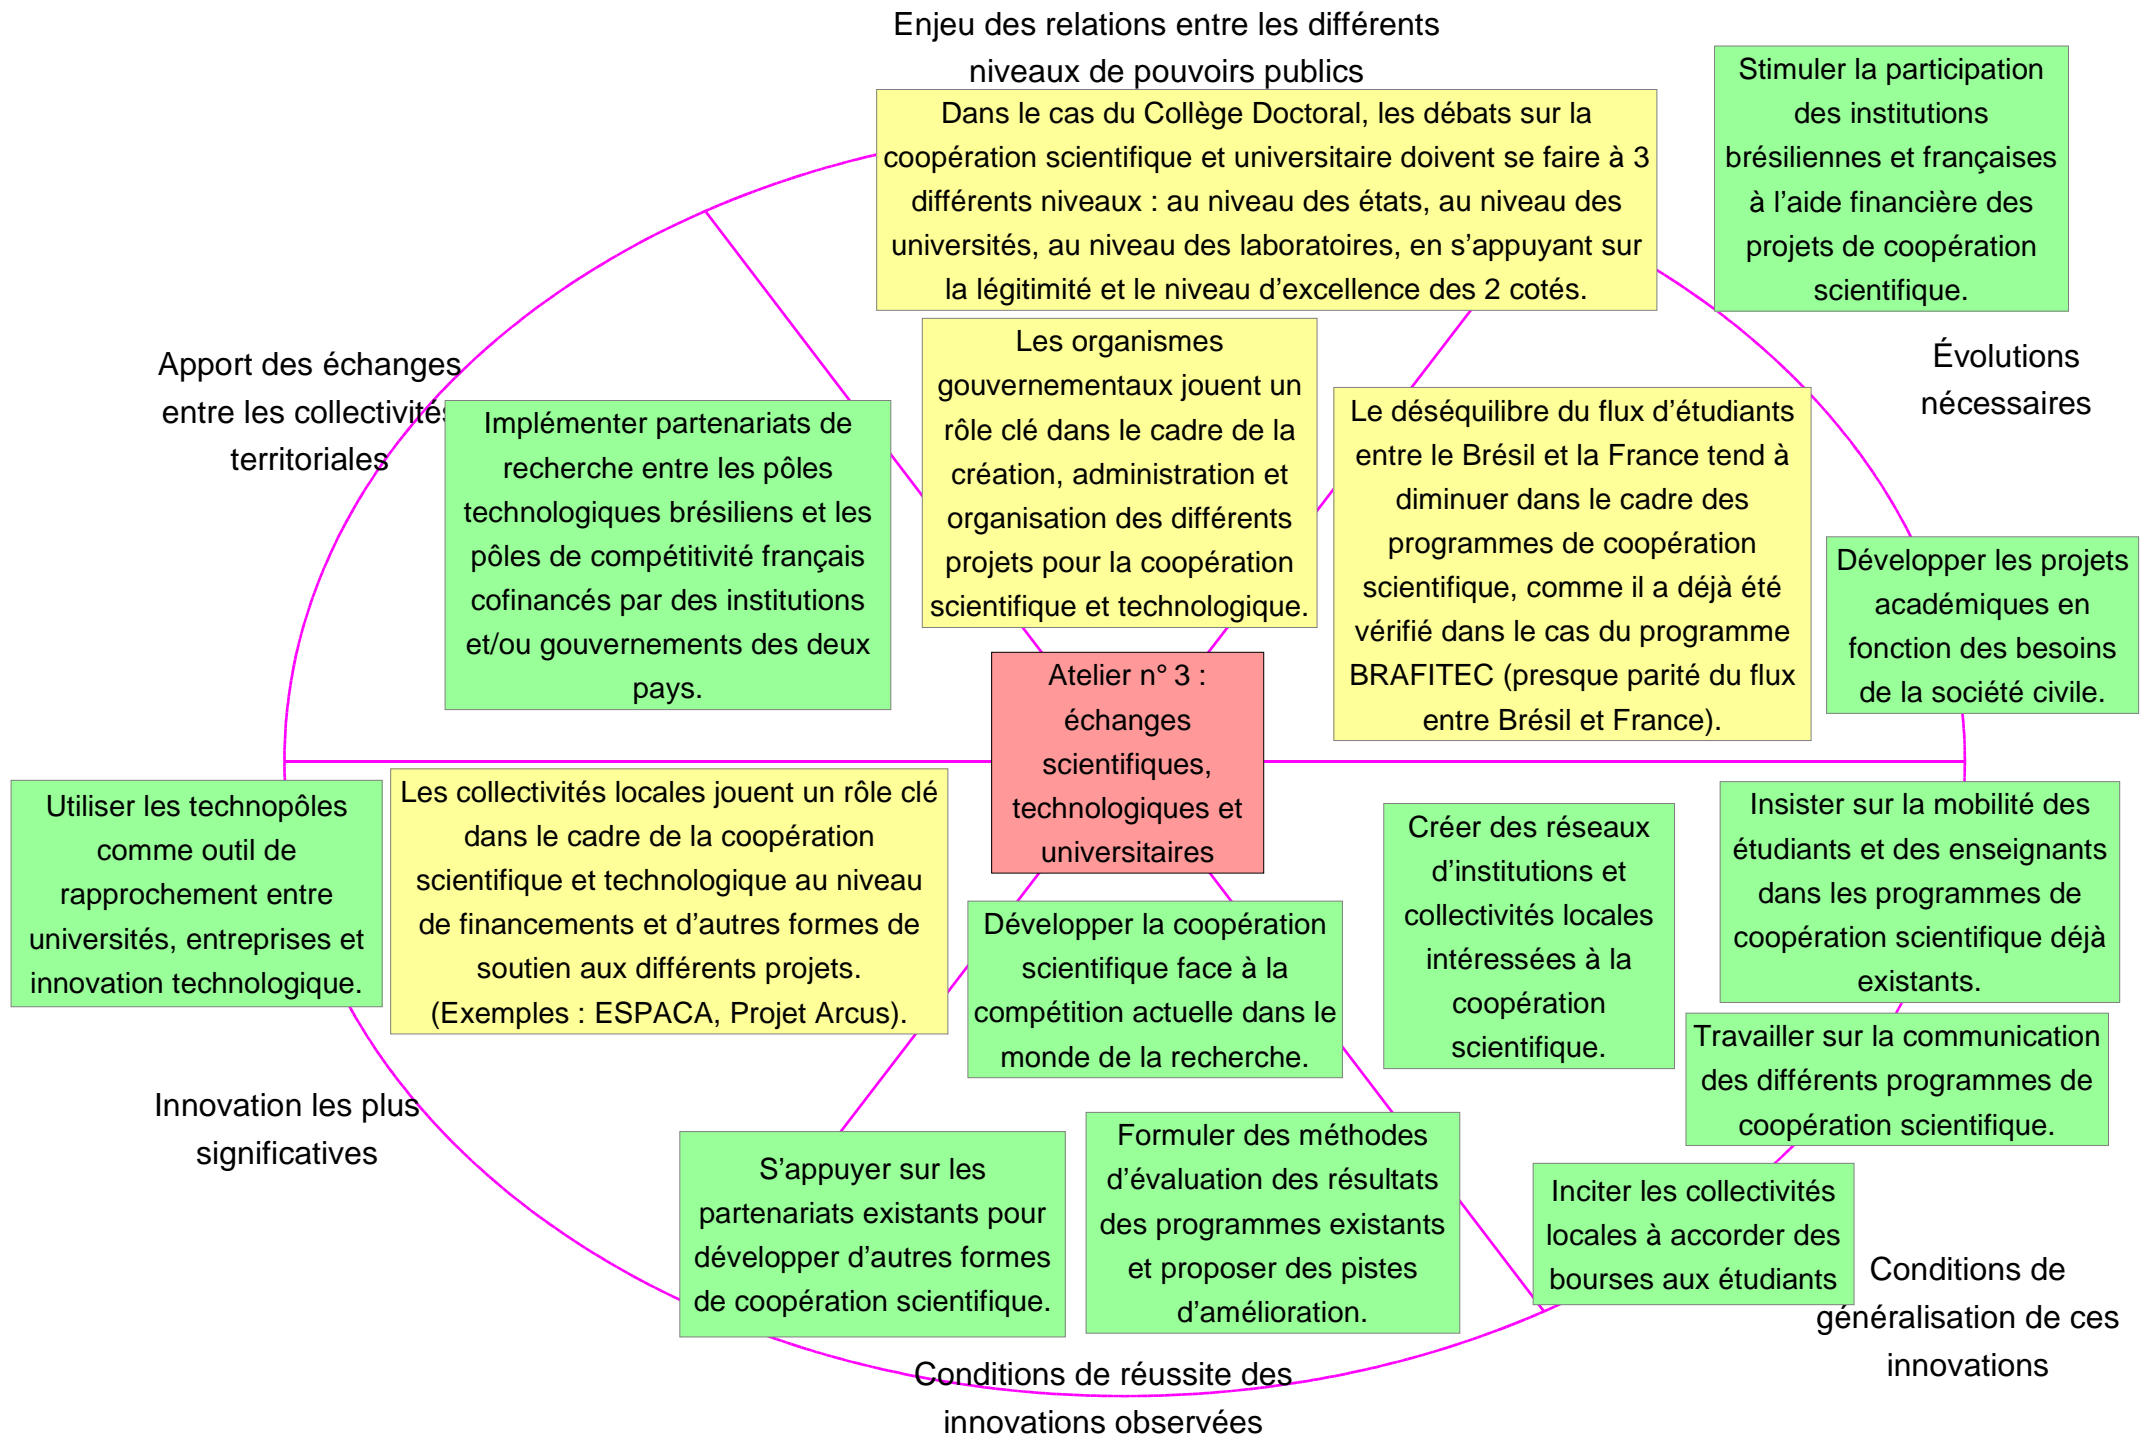 Enjeu des relations entre les différents
niveaux de pouvoirs publics
Dans le cas du Collège Doctoral, les débats sur la
coopération scientifique et universitaire doivent se faire à 3
différents niveaux : au niveau des états, au niveau des
universités, au niveau des laboratoires, en s’appuyant sur
la légitimité et le niveau d’excellence des 2 cotés.
Stimuler la participation
des institutions
brésiliennes et françaises
à l’aide financière des
projets de coopération
scientifique.
Apport des échanges
entre les collectivités
territoriales
Implémenter partenariats de
recherche entre les pôles
technologiques brésiliens et les
pôles de compétitivité français
cofinancés par des institutions
et/ou gouvernements des deux
pays.
Les organismes
gouvernementaux jouent un
rôle clé dans le cadre de la
création, administration et
organisation des différents
projets pour la coopération
scientifique et technologique.
Le déséquilibre du flux d’étudiants
entre le Brésil et la France tend à
diminuer dans le cadre des
programmes de coopération
scientifique, comme il a déjà été
vérifié dans le cas du programme
BRAFITEC (presque parité du flux
entre Brésil et France).
Évolutions
nécessaires
Développer les projets
académiques en
fonction des besoins
de la société civile.
Atelier n° 3 :
échanges
scientifiques,
technologiques et
universitaires
Utiliser les technopôles
comme outil de
rapprochement entre
universités, entreprises et
innovation technologique.
Les collectivités locales jouent un rôle clé
dans le cadre de la coopération
scientifique et technologique au niveau
de financements et d’autres formes de
soutien aux différents projets.
(Exemples : ESPACA, Projet Arcus).
Développer la coopération
scientifique face à la
compétition actuelle dans le
monde de la recherche.
Créer des réseaux
d’institutions et
collectivités locales
intéressées à la
coopération
scientifique.
Insister sur la mobilité des
étudiants et des enseignants
dans les programmes de
coopération scientifique déjà
existants.
Travailler sur la communication
des différents programmes de
coopération scientifique.
Innovation les plus
significatives
S’appuyer sur les
partenariats existants pour
développer d’autres formes
de coopération scientifique.
Formuler des méthodes
d’évaluation des résultats
des programmes existants
et proposer des pistes
d’amélioration.
Inciter les collectivités
locales à accorder des
bourses aux étudiants
Conditions de
généralisation de ces
innovations
Conditions de réussite des
innovations observées